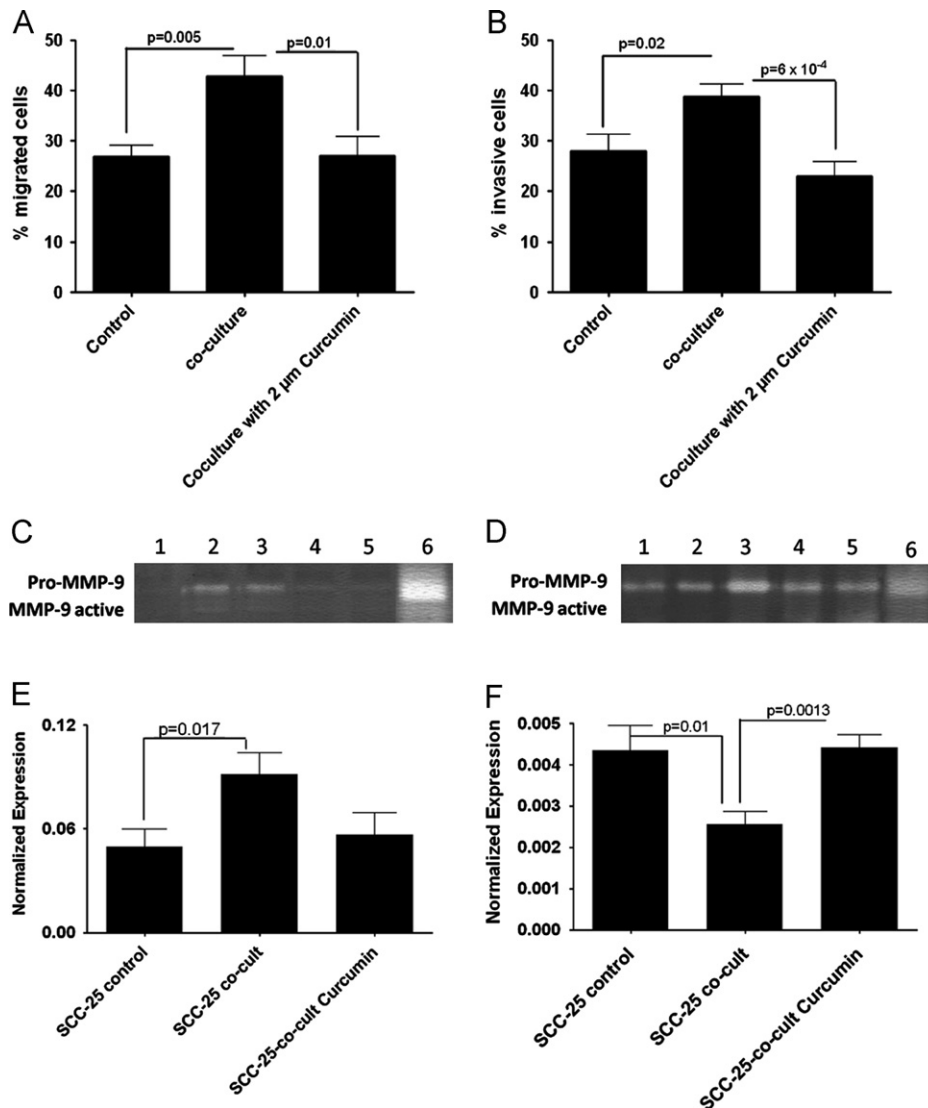 A
50
40
30
20
10
0
% migrated cells
p=0.005
p=0.01
Control
co-culture
Coculture with 2 µm Curcumin
B
50
40
30
20
10
0
% invasive cells
p=0.02
p=6 x 10⁻⁴
Control
co-culture
Coculture with 2 µm Curcumin
C
1 2 3 4 5 6
Pro-MMP-9
MMP-9 active
D
1 2 3 4 5 6
Pro-MMP-9
MMP-9 active
E
0.12
0.06
0.00
Normalized Expression
p=0.017
SCC-25 control
SCC-25 co-cult
SCC-25-co-cult Curcumin
F
0.005
0.004
0.003
0.002
0.001
0.000
Normalized Expression
p=0.01
p=0.0013
SCC-25 control
SCC-25 co-cult
SCC-25-co-cult Curcumin